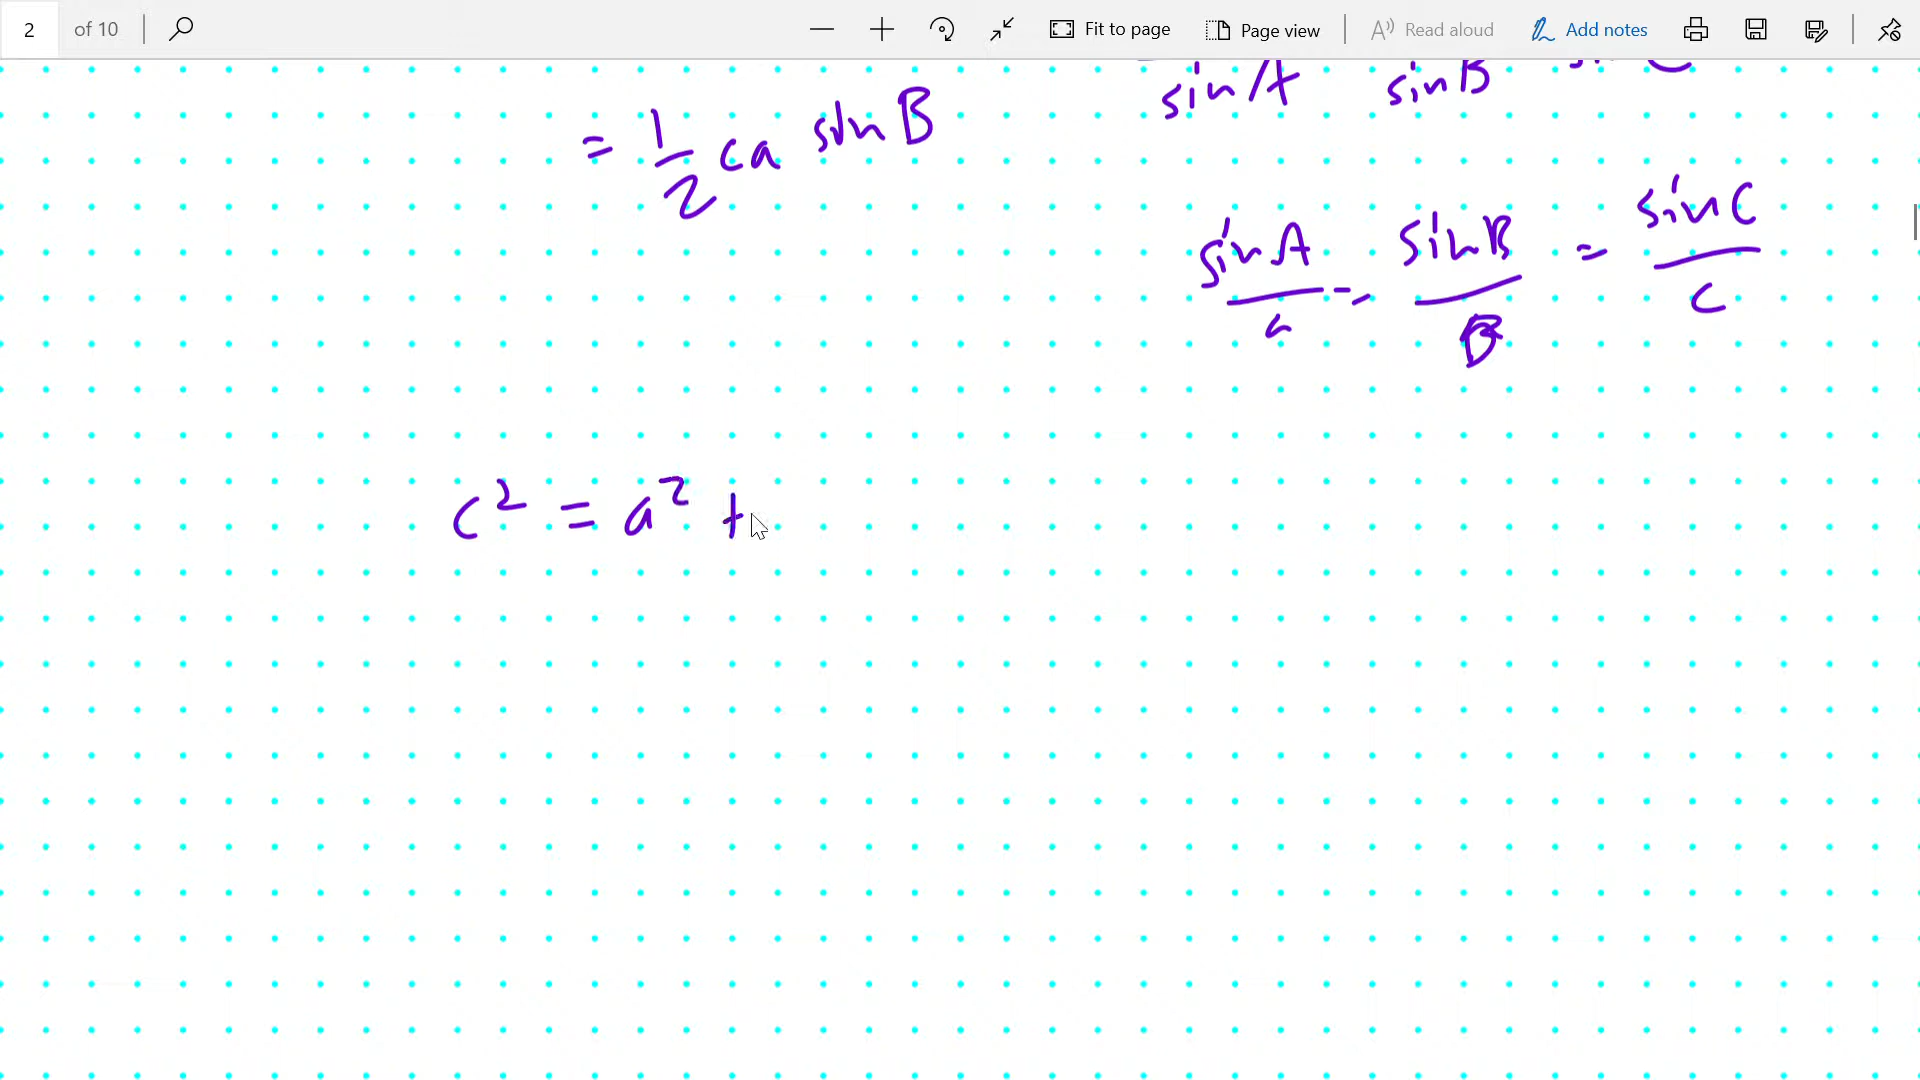 2 of 10 Fit to page Page view Read aloud Add notes
sin A sin B
= 1/2 ca sin B
sin A / a = sin B / B = sin C / c
c² = a² +